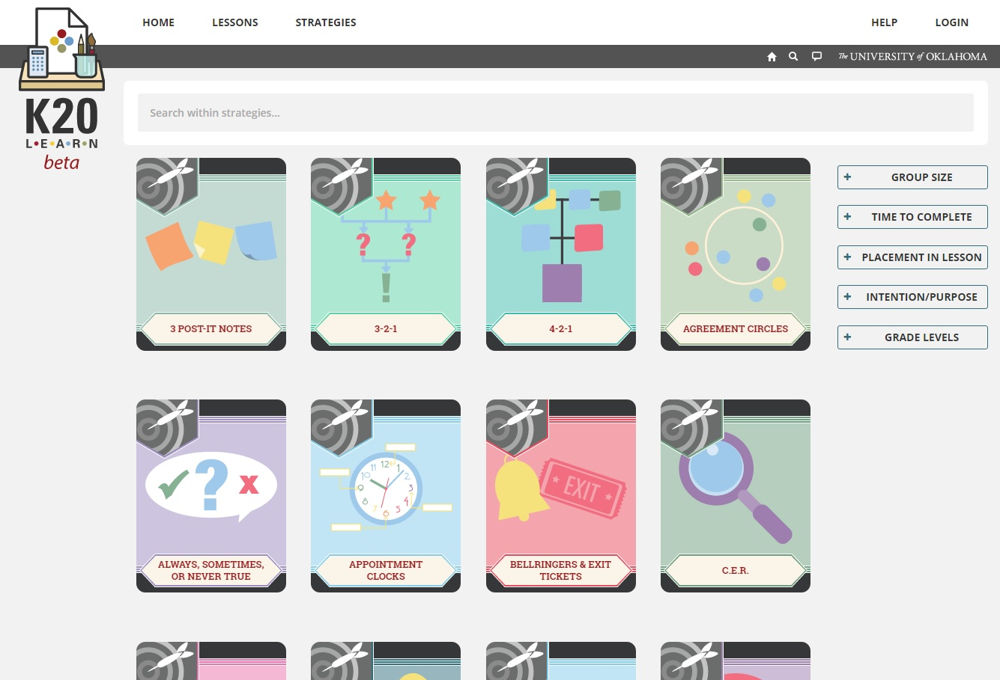 HOME LESSONS STRATEGIES HELP LOGIN
The UNIVERSITY of OKLAHOMA
K20
L•E•A•R•N
beta
Search within strategies...
GROUP SIZE
TIME TO COMPLETE
PLACEMENT IN LESSON
INTENTION/PURPOSE
GRADE LEVELS
? ?
!
3 POST-IT NOTES
3-2-1
4-2-1
AGREEMENT CIRCLES
? x
12 1 2 3 4 6 7 8 9 10 11
EXIT
ALWAYS, SOMETIMES,
OR NEVER TRUE
APPOINTMENT
CLOCKS
BELLRINGERS & EXIT
TICKETS
C.E.R.